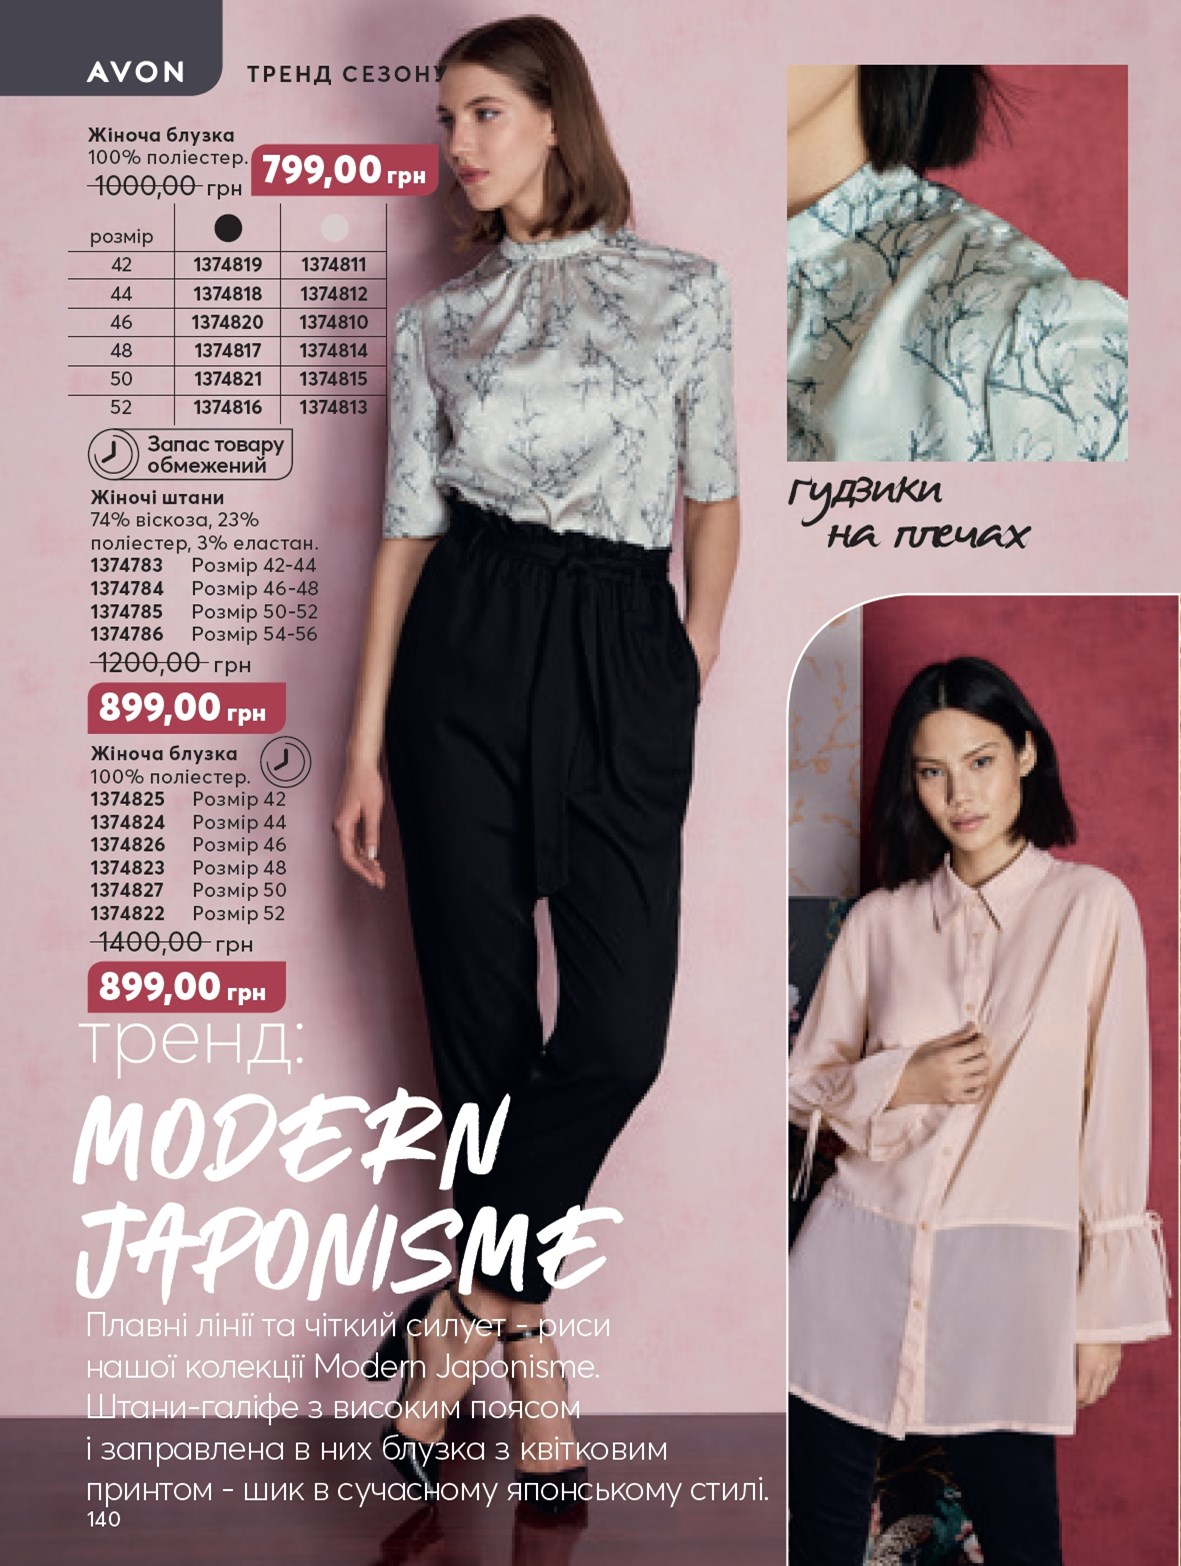 AVON
ТРЕНД СЕЗОНУ
Жіноча блузка
100% поліестер.
1000,00 грн
799,00 грн
розмір
42 1374819 1374811
44 1374818 1374812
46 1374820 1374810
48 1374817 1374814
50 1374821 1374815
52 1374816 1374813
Запас товару
обмежений
Жіночі штани
74% віскоза, 23%
поліестер, 3% еластан.
1374783 Розмір 42-44
1374784 Розмір 46-48
1374785 Розмір 50-52
1374786 Розмір 54-56
1200,00 грн
899,00 грн
Жіноча блузка
100% поліестер.
1374825 Розмір 42
1374824 Розмір 44
1374826 Розмір 46
1374823 Розмір 48
1374827 Розмір 50
1374822 Розмір 52
1400,00 грн
899,00 грн
гудзики
на плечах
тренд:
MODERN
JAPONISME
Плавні лінії та чіткий силует - риси
нашої колекції Modern Japonisme.
Штани-галіфе з високим поясом
і заправлена в них блузка з квітковим
принтом - шик в сучасному японському стилі.
140